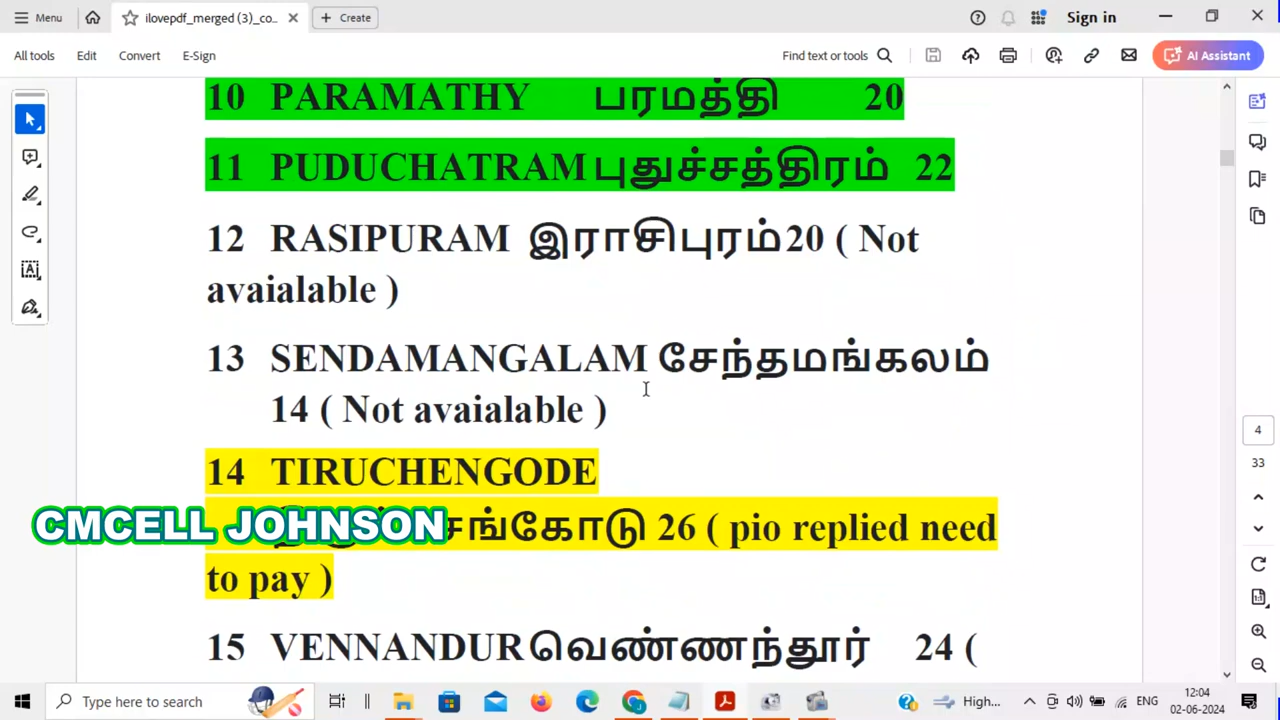 Menu
ilovepdf_merged (3)_co...
Create
Sign in
All tools
Edit
Convert
E-Sign
Find text or tools
AI Assistant
10 PARAMATHY பரமத்தி 20
11 PUDUCHATRAM புதுச்சத்திரம் 22
12 RASIPURAM இராசிபுரம் 20 ( Not
avaialable )
13 SENDAMANGALAM சேந்தமங்கலம்
14 ( Not avaialable )
4
33
14 TIRUCHENGODE
CMCELL JOHNSON
26 ( pio replied need
to pay )
15 VENNANDUR வெண்ணந்தூர் 24 (
Type here to search
High...
ENG
12:04
02-06-2024